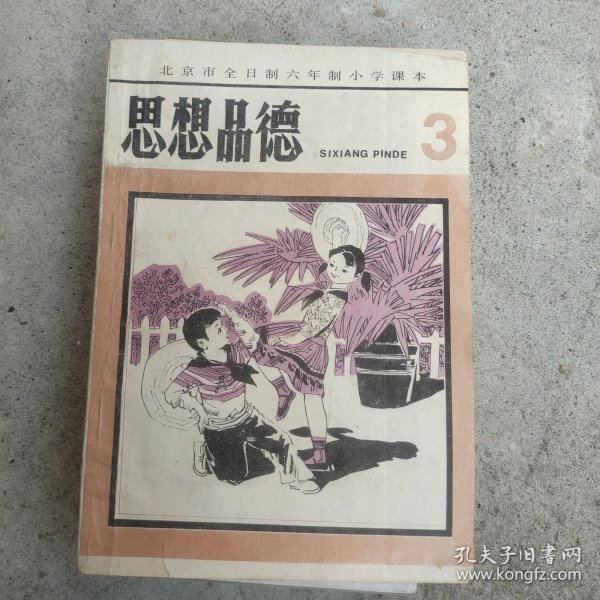 北京市全日制六年制小学课本
思想品德
SIXIANG PINDE
3
孔夫子旧书网
www.kongfz.com